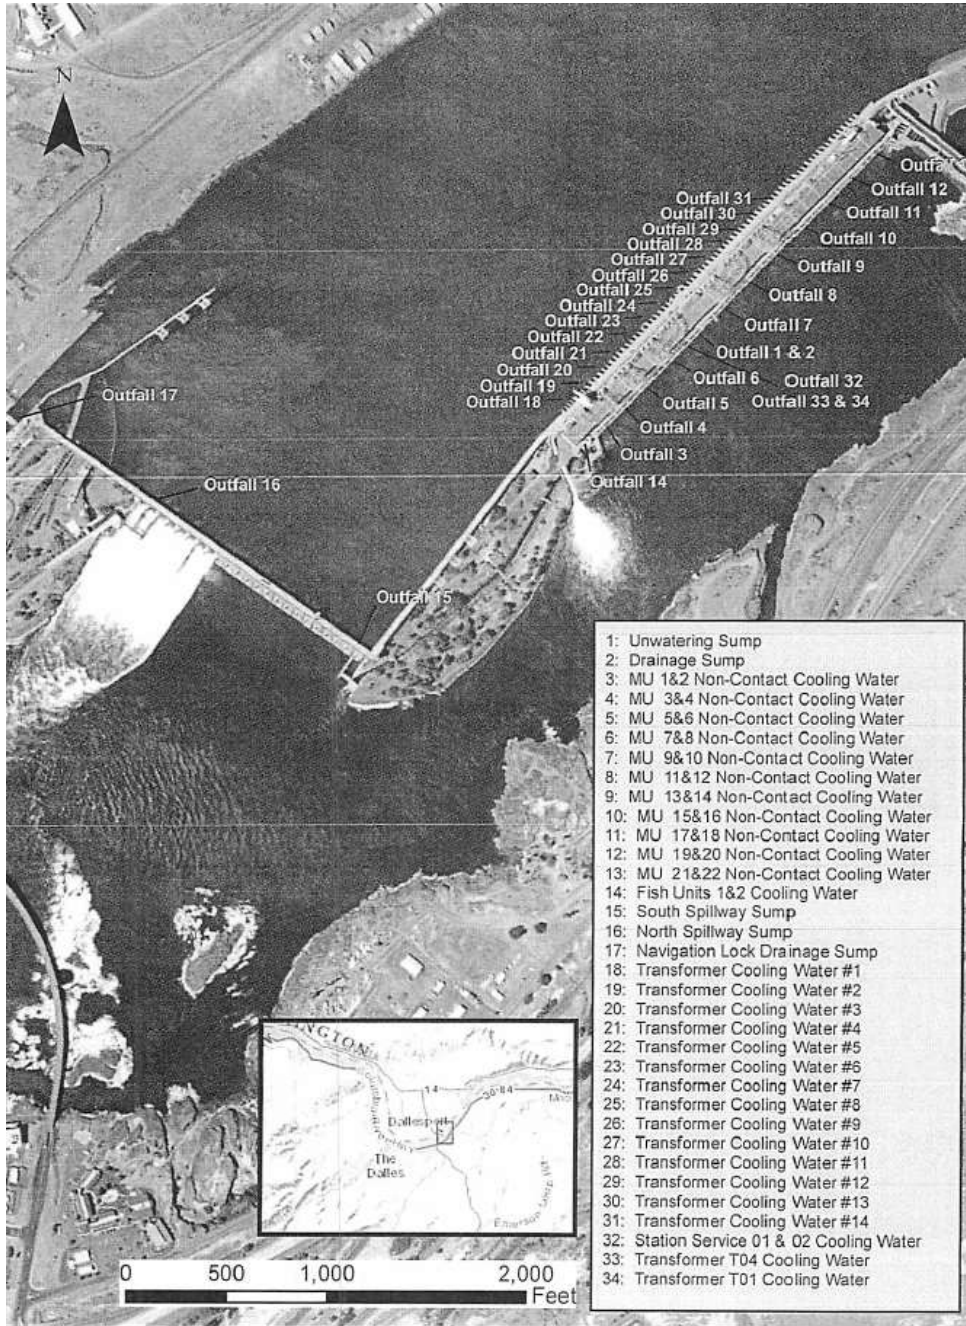 N
Outfall 1
Outfall 12
Outfall 11
Outfall 10
Outfall 9
Outfall 8
Outfall 7
Outfall 1 & 2
Outfall 6
Outfall 32
Outfall 5
Outfall 33 & 34
Outfall 4
Outfall 3
Outfall 14
Outfall 31
Outfall 30
Outfall 29
Outfall 28
Outfall 27
Outfall 26
Outfall 25
Outfall 24
Outfall 23
Outfall 22
Outfall 21
Outfall 20
Outfall 19
Outfall 18
Outfall 17
Outfall 16
Outfall 15
1: Unwatering Sump
2: Drainage Sump
3: MU 1&2 Non-Contact Cooling Water
4: MU 3&4 Non-Contact Cooling Water
5: MU 5&6 Non-Contact Cooling Water
6: MU 7&8 Non-Contact Cooling Water
7: MU 9&10 Non-Contact Cooling Water
8: MU 11&12 Non-Contact Cooling Water
9: MU 13&14 Non-Contact Cooling Water
10: MU 15&16 Non-Contact Cooling Water
11: MU 17&18 Non-Contact Cooling Water
12: MU 19&20 Non-Contact Cooling Water
13: MU 21&22 Non-Contact Cooling Water
14: Fish Units 1&2 Cooling Water
15: South Spillway Sump
16: North Spillway Sump
17: Navigation Lock Drainage Sump
18: Transformer Cooling Water #1
19: Transformer Cooling Water #2
20: Transformer Cooling Water #3
21: Transformer Cooling Water #4
22: Transformer Cooling Water #5
23: Transformer Cooling Water #6
24: Transformer Cooling Water #7
25: Transformer Cooling Water #8
26: Transformer Cooling Water #9
27: Transformer Cooling Water #10
28: Transformer Cooling Water #11
29: Transformer Cooling Water #12
30: Transformer Cooling Water #13
31: Transformer Cooling Water #14
32: Station Service 01 & 02 Cooling Water
33: Transformer T04 Cooling Water
34: Transformer T01 Cooling Water
INGTON
14
30-84
Dallesport
The
Dalles
0 500 1,000 2,000
Feet